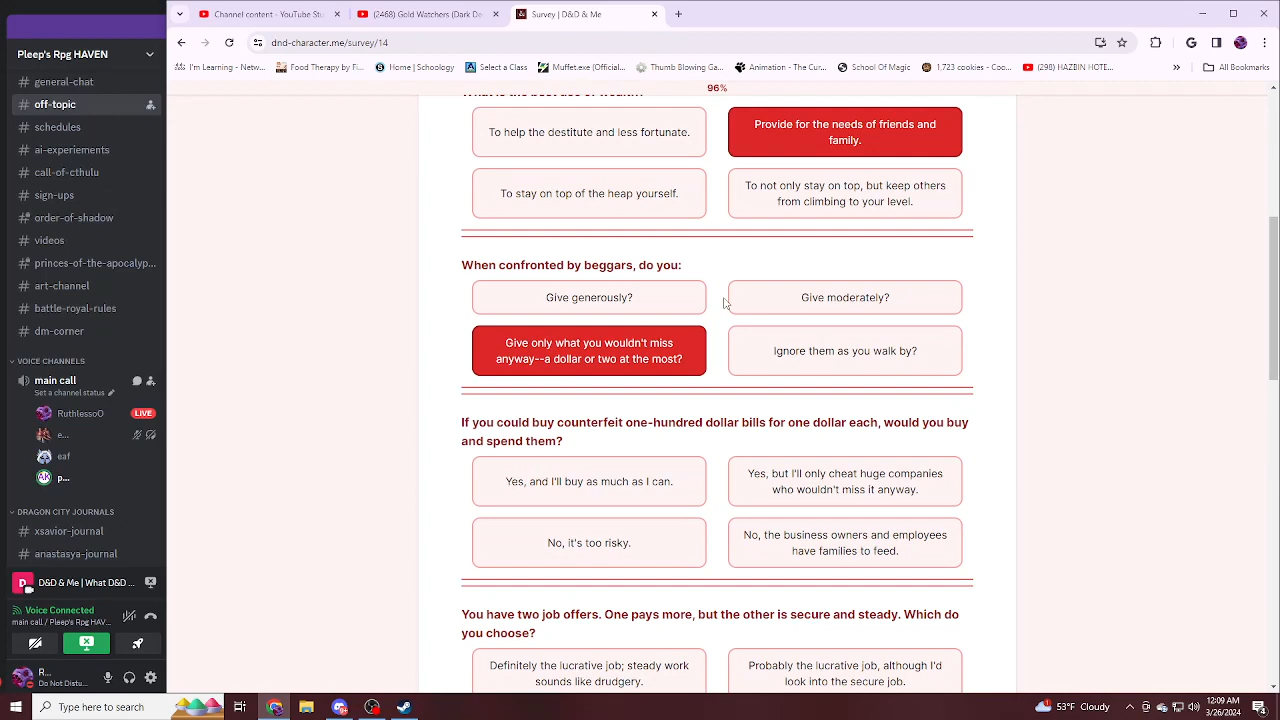 Channel content - YouTube Stu
(2468) Gold Watchers (Dark De
Survey | D&D & Me
dnd-character.me/survey/14
I'm Learning - Netw...
Food Therapy by Fi...
Home | Schoology
Select a Class
Muffet.exe (Official...
Thumb Blowing Ga...
Animation - The Cur...
School Of Magic
1,723 cookies - Coo...
(298) HAZBIN HOTE...
»
All Bookmarks
96%
Pleep's Rpg HAVEN
# general-chat
# off-topic
# schedules
# ai-experiements
# call-of-cthulu
# sign-ups
# order-of-shadow
# videos
# princes-of-the-apocalyp...
# art-channel
# battle-royal-rules
# dm-corner
VOICE CHANNELS
main call
Set a channel status
RuthlessoO LIVE
e...
eaf
p...
DRAGON CITY JOURNALS
# xsavior-journal
# anastasya-journal
D&D & Me | What D&D ...
Voice Connected
main call / Pleep's Rpg HAV...
R...
Do Not Distu...
What is the best use of wealth?
To help the destitute and less fortunate.
Provide for the needs of friends and
family.
To stay on top of the heap yourself.
To not only stay on top, but keep others
from climbing to your level.
When confronted by beggars, do you:
Give generously?
Give moderately?
Give only what you wouldn't miss
anyway--a dollar or two at the most?
Ignore them as you walk by?
If you could buy counterfeit one-hundred dollar bills for one dollar each, would you buy
and spend them?
Yes, and I'll buy as much as I can.
Yes, but I'll only cheat huge companies
who wouldn't miss it anyway.
No, it's too risky.
No, the business owners and employees
have families to feed.
You have two job offers. One pays more, but the other is secure and steady. Which do
you choose?
Definitely the lucrative job; steady work
sounds like drudgery.
Probably the lucrative job, although I'd
look into the secure job.
Type here to search
53°F Cloudy
12:09 AM
3/26/2024